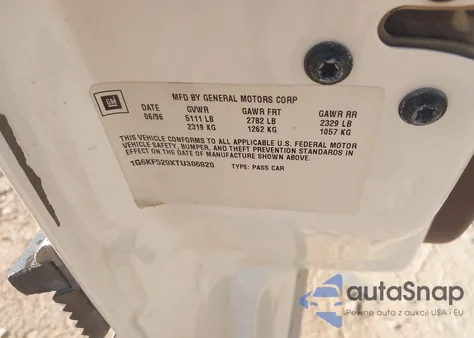 GM
MFD BY GENERAL MOTORS CORP
DATE GVWR GAWR FRT GAWR RR
06/96 5111 LB 2782 LB 2329 LB
2319 KG 1262 KG 1057 KG
THIS VEHICLE CONFORMS TO ALL APPLICABLE U.S. FEDERAL MOTOR
VEHICLE SAFETY, BUMPER, AND THEFT PREVENTION STANDARDS IN
EFFECT ON THE DATE OF MANUFACTURE SHOWN ABOVE.
1G6KF529XTU306820 TYPE: PASS CAR
autoSnap
Pewne auta z aukcji USA - EU